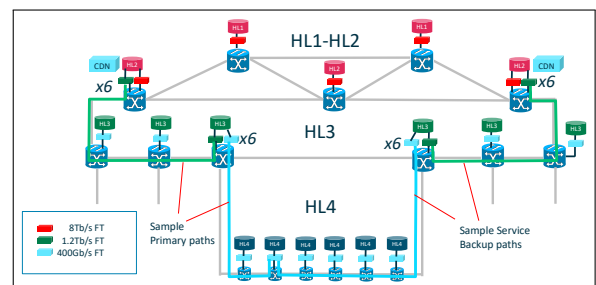 HL1
HL1
HL1-HL2
CDN
HL2
HL2
HL2
CDN
x6
x6
HL3
HL3
HL3
HL3
HL3
HL3
HL3
x6
x6
HL4
Sample
Primary paths
Sample Service
Backup paths
8Tb/s FT
1.2Tb/s FT
400Gb/s FT
HL4
HL4
HL4
HL4
HL4
HL4